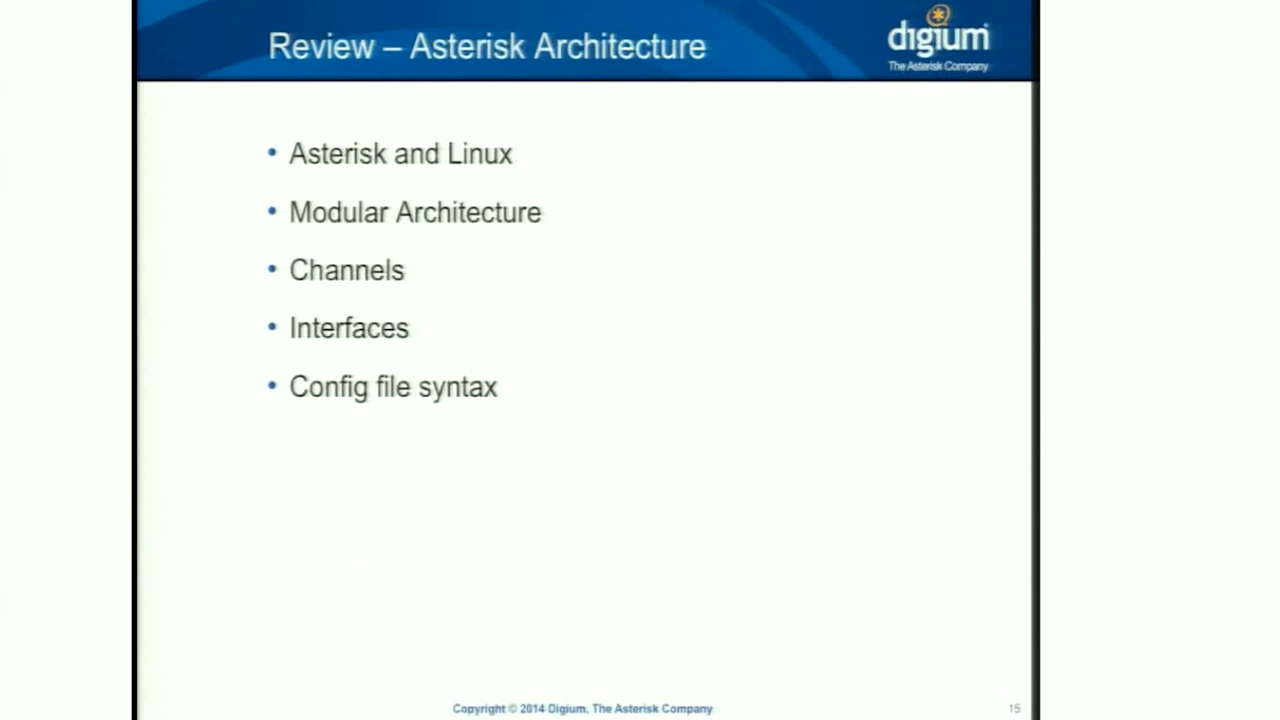 Review – Asterisk Architecture
digium
The Asterisk Company
• Asterisk and Linux
• Modular Architecture
• Channels
• Interfaces
• Config file syntax
Copyright © 2014 Digium, The Asterisk Company
15